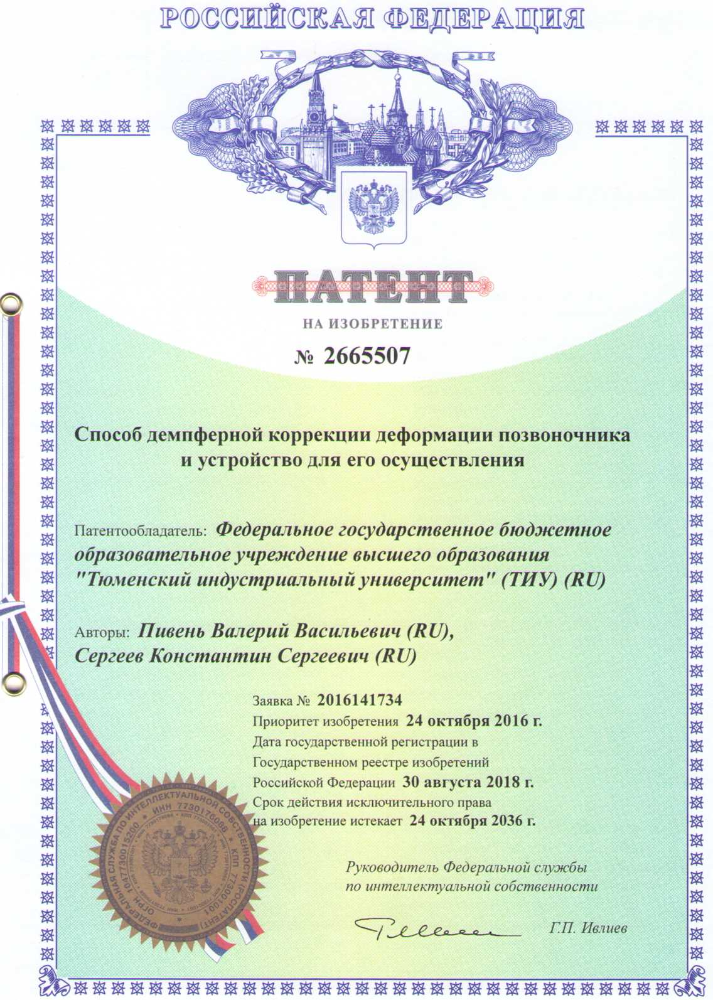 РОССИЙСКАЯ ФЕДЕРАЦИЯ
ПАТЕНТ
НА ИЗОБРЕТЕНИЕ
№ 2665507
Способ демпферной коррекции деформации позвоночника
и устройство для его осуществления
Патентообладатель: Федеральное государственное бюджетное
образовательное учреждение высшего образования
"Тюменский индустриальный университет" (ТИУ) (RU)
Авторы: Пивень Валерий Васильевич (RU),
Сергеев Константин Сергеевич (RU)
Заявка № 2016141734
Приоритет изобретения 24 октября 2016 г.
Дата государственной регистрации в
Государственном реестре изобретений
Российской Федерации 30 августа 2018 г.
Срок действия исключительного права
на изобретение истекает 24 октября 2036 г.
Руководитель Федеральной службы
по интеллектуальной собственности
Г.П. Ивлиев
ФЕДЕРАЛЬНАЯ СЛУЖБА ПО ИНТЕЛЛЕКТУАЛЬНОЙ СОБСТВЕННОСТИ (РОСПАТЕНТ)
ОГРН 1047730015200 * ИНН 7730176088 * КПП 773001001 *